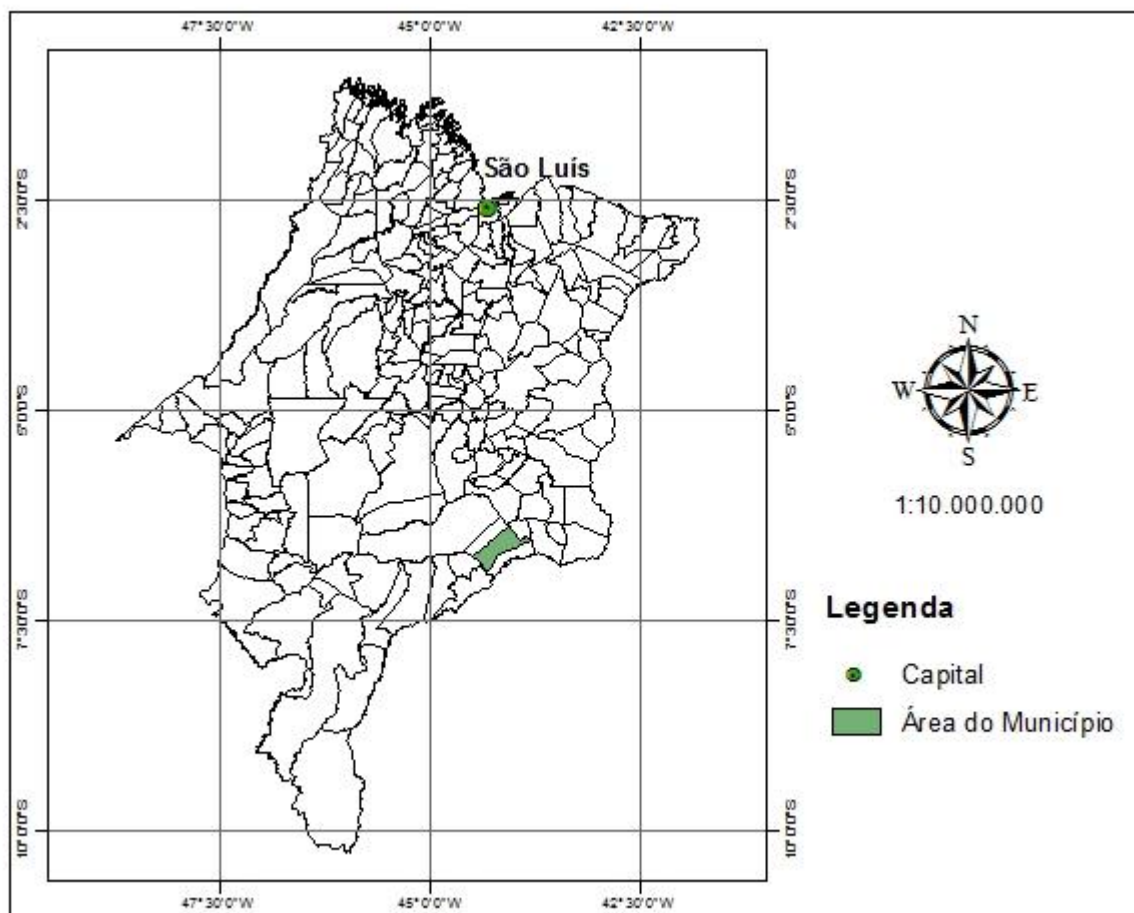 47°30'0"W 45°0'0"W 42°30'0"W
São Luís
2°30'0"S 2°30'0"S
N
W E
S
5°0'0"S 5°0'0"S
1:10.000.000
Legenda
7°30'0"S 7°30'0"S
Capital
Área do Município
10°0'0"S 10°0'0"S
47°30'0"W 45°0'0"W 42°30'0"W